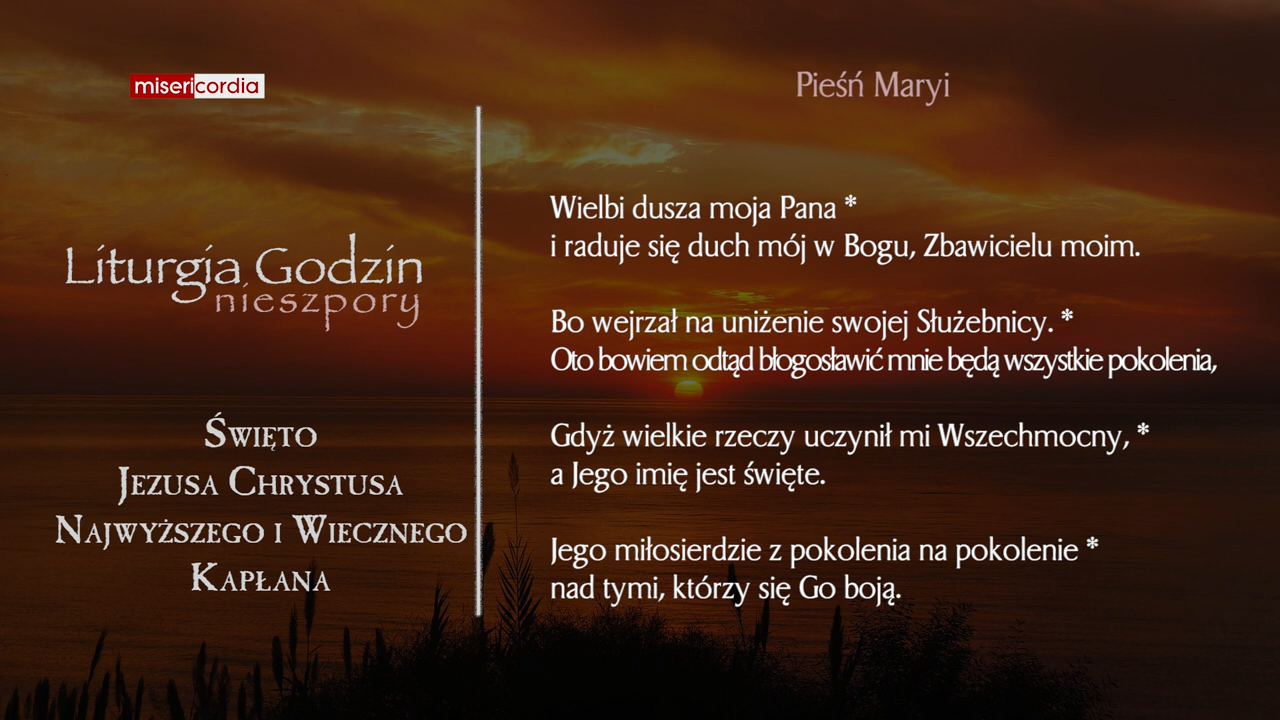 misericordia
Liturgia Godzin
nieszpory
Święto
Jezusa Chrystusa
Najwyższego i Wiecznego
Kapłana
Pieśń Maryi
Wielbi dusza moja Pana *
i raduje się duch mój w Bogu, Zbawicielu moim.
Bo wejrzał na uniżenie swojej Służebnicy. *
Oto bowiem odtąd błogosławić mnie będą wszystkie pokolenia,
Gdyż wielkie rzeczy uczynił mi Wszechmocny, *
a Jego imię jest święte.
Jego miłosierdzie z pokolenia na pokolenie *
nad tymi, którzy się Go boją.